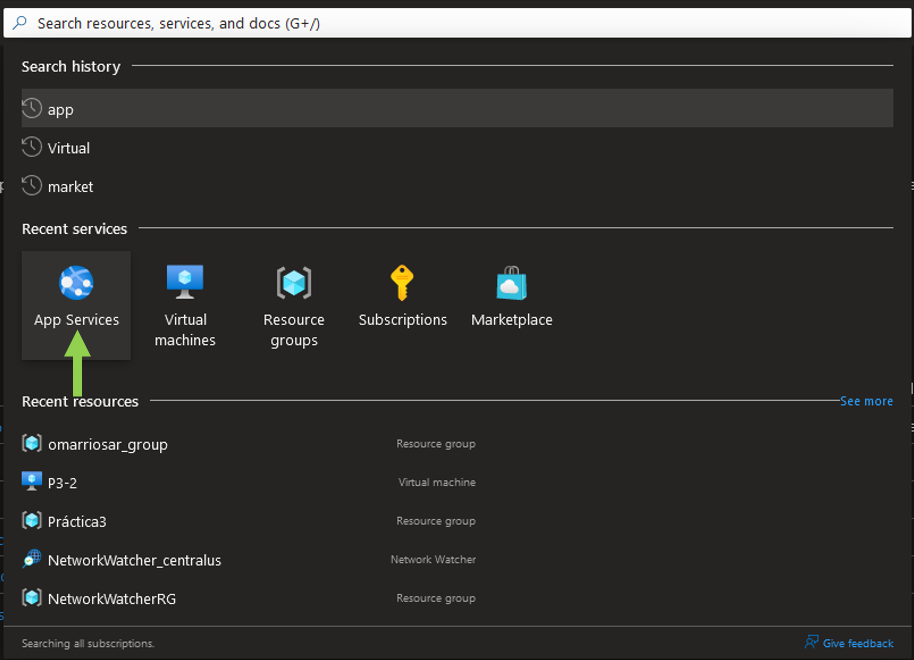 Search resources, services, and docs (G+/)
Search history
app
Virtual
market
Recent services
App Services
Virtual machines
Resource groups
Subscriptions
Marketplace
Recent resources
See more
omarriosar_group Resource group
P3-2 Virtual machine
Práctica3 Resource group
NetworkWatcher_centralus Network Watcher
NetworkWatcherRG Resource group
Searching all subscriptions.
Give feedback